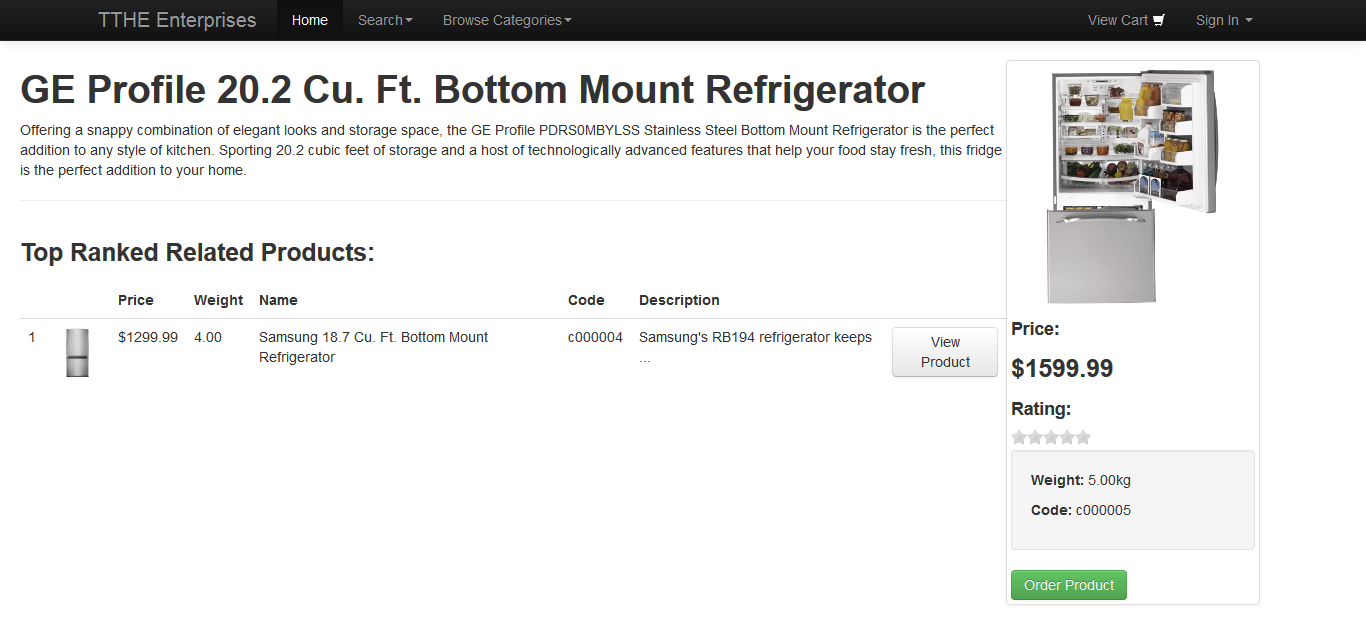 TTHE Enterprises Home Search Browse Categories View Cart Sign In
GE Profile 20.2 Cu. Ft. Bottom Mount Refrigerator
Offering a snappy combination of elegant looks and storage space, the GE Profile PDRS0MBYLSS Stainless Steel Bottom Mount Refrigerator is the perfect
addition to any style of kitchen. Sporting 20.2 cubic feet of storage and a host of technologically advanced features that help your food stay fresh, this fridge
is the perfect addition to your home.
Top Ranked Related Products:
Price Weight Name Code Description
1 $1299.99 4.00 Samsung 18.7 Cu. Ft. Bottom Mount c000004 Samsung's RB194 refrigerator keeps View
Refrigerator ... Product
Price:
$1599.99
Rating:
Weight: 5.00kg
Code: c000005
Order Product